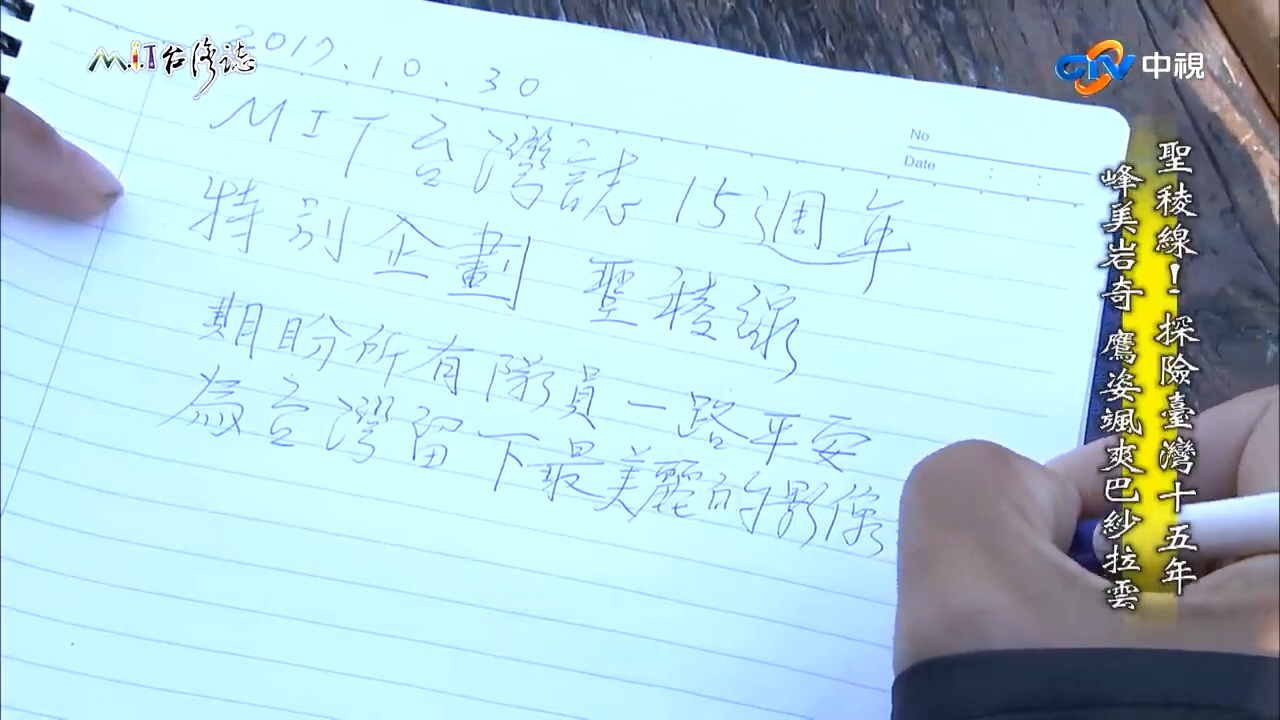 MIT台灣誌
CTV中視
2017.10.30
No.
Date
MIT台灣誌 15週年
特別企劃 聖稜線
期盼所有隊員一路平安
為台灣留下最美麗的影像
聖稜線！探險臺灣十五年
峰美岩奇 鷹姿颯爽巴紗拉雲